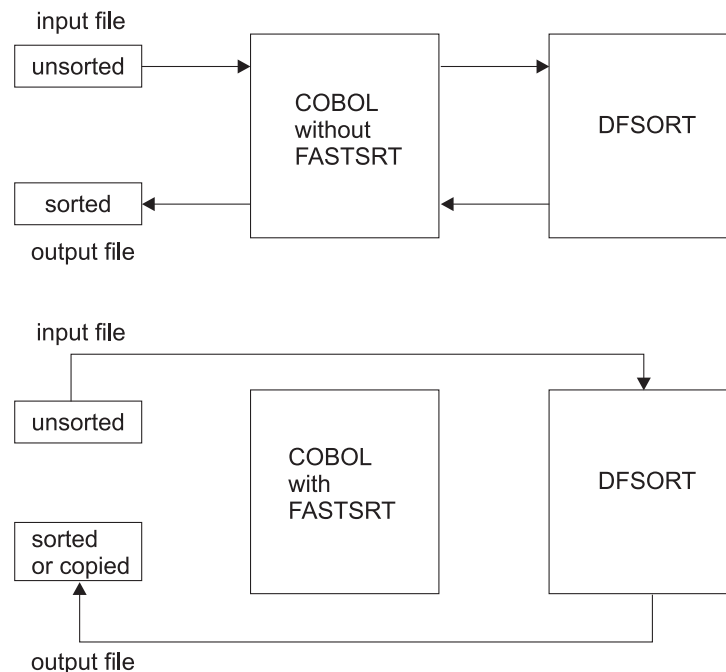 input file
unsorted
COBOL
without
FASTSRT
DFSORT
sorted
output file
input file
unsorted
COBOL
with
FASTSRT
DFSORT
sorted
or copied
output file